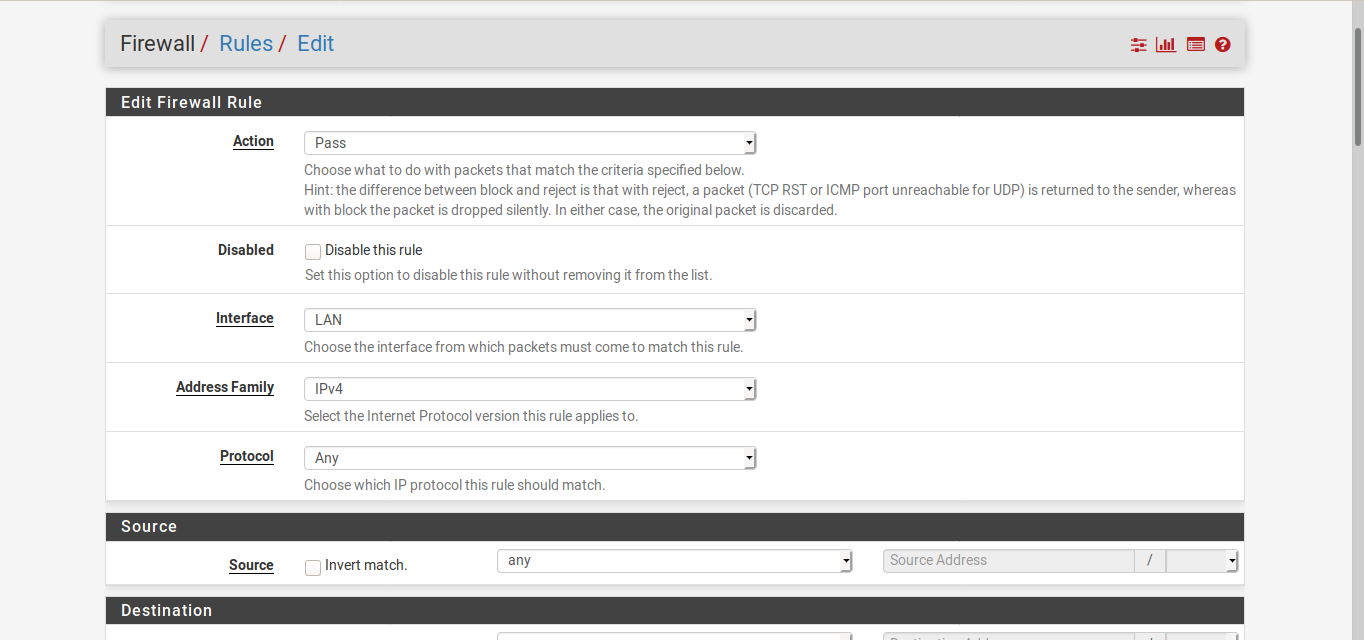 Firewall / Rules / Edit
Edit Firewall Rule
Action Pass
Choose what to do with packets that match the criteria specified below.
Hint: the difference between block and reject is that with reject, a packet (TCP RST or ICMP port unreachable for UDP) is returned to the sender, whereas
with block the packet is dropped silently. In either case, the original packet is discarded.
Disabled Disable this rule
Set this option to disable this rule without removing it from the list.
Interface LAN
Choose the interface from which packets must come to match this rule.
Address Family IPv4
Select the Internet Protocol version this rule applies to.
Protocol Any
Choose which IP protocol this rule should match.
Source
Source Invert match. any Source Address /
Destination